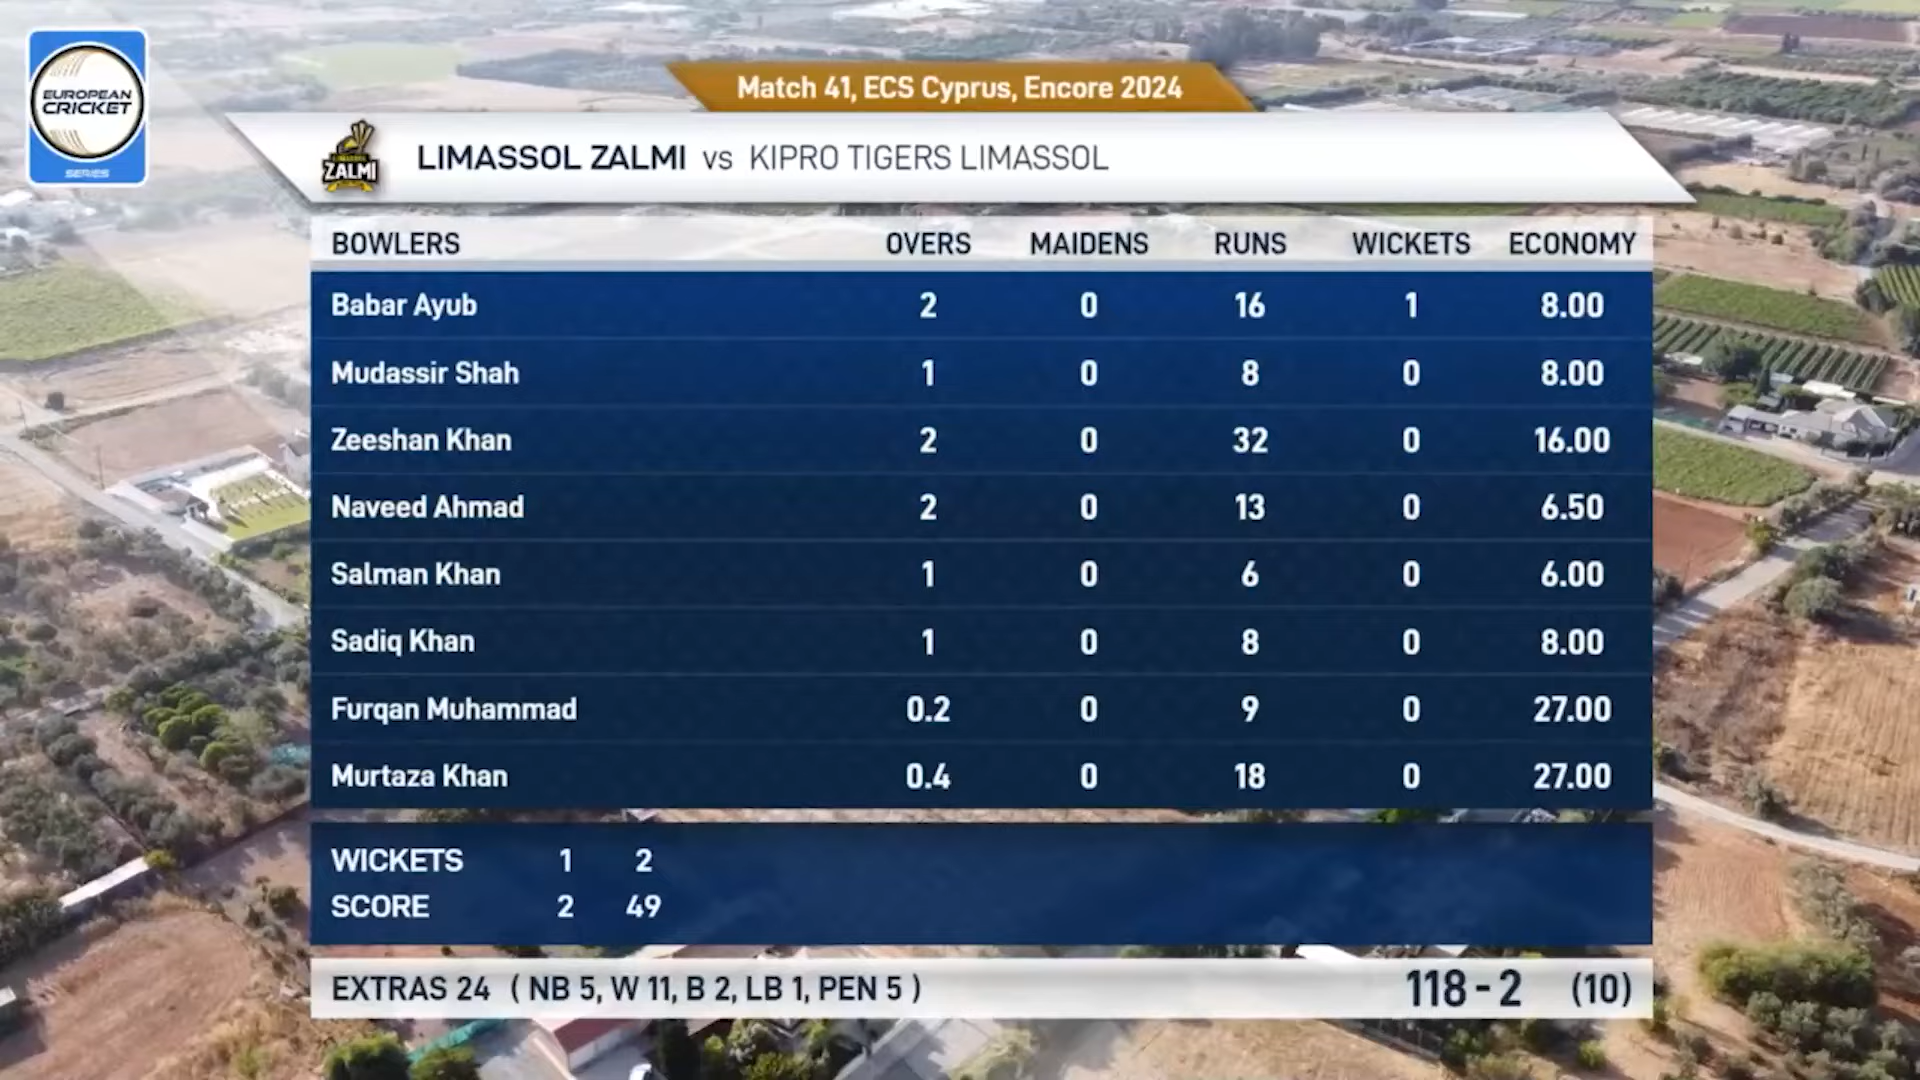 EUROPEAN
CRICKET
SERIES
Match 41, ECS Cyprus, Encore 2024
LIMASSOL
ZALMI
LIMASSOL ZALMI vs KIPRO TIGERS LIMASSOL
BOWLERS OVERS MAIDENS RUNS WICKETS ECONOMY
Babar Ayub 2 0 16 1 8.00
Mudassir Shah 1 0 8 0 8.00
Zeeshan Khan 2 0 32 0 16.00
Naveed Ahmad 2 0 13 0 6.50
Salman Khan 1 0 6 0 6.00
Sadiq Khan 1 0 8 0 8.00
Furqan Muhammad 0.2 0 9 0 27.00
Murtaza Khan 0.4 0 18 0 27.00
WICKETS 1 2
SCORE 2 49
EXTRAS 24 ( NB 5, W 11, B 2, LB 1, PEN 5 ) 118 - 2 (10)